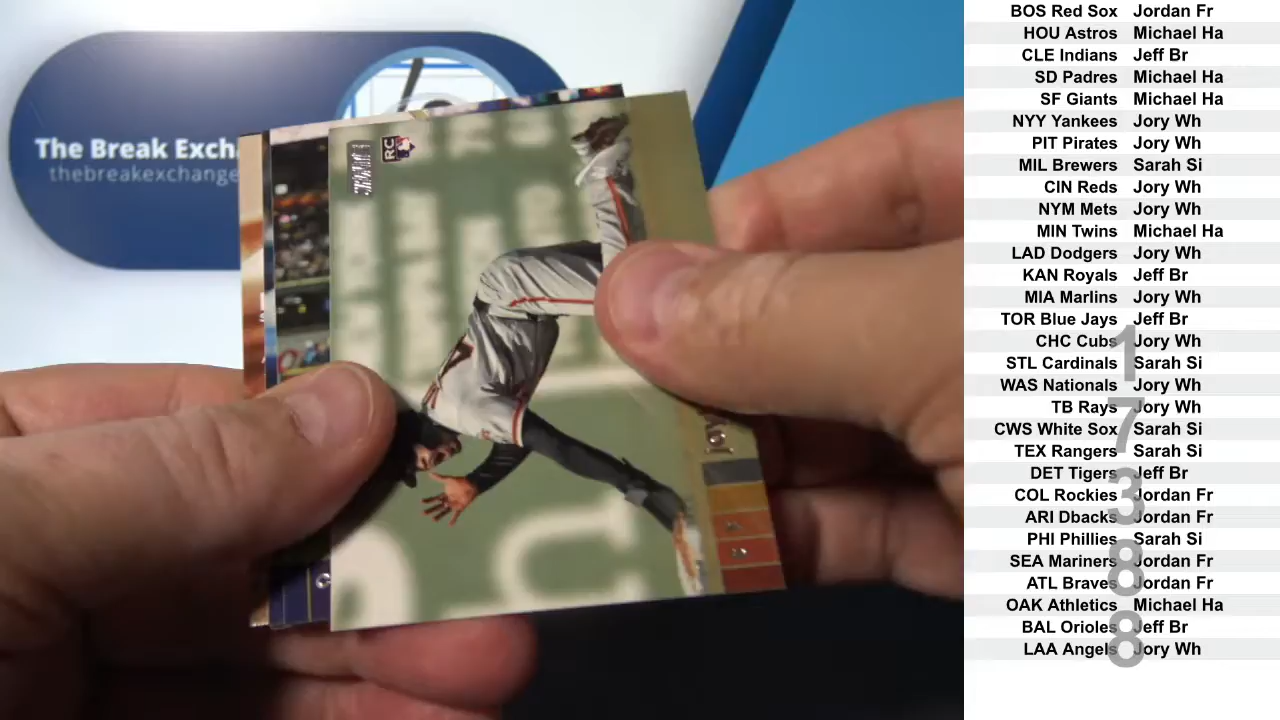 The Break Excha
thebreakexchange
RC
BOS Red Sox Jordan Fr
HOU Astros Michael Ha
CLE Indians Jeff Br
SD Padres Michael Ha
SF Giants Michael Ha
NYY Yankees Jory Wh
PIT Pirates Jory Wh
MIL Brewers Sarah Si
CIN Reds Jory Wh
NYM Mets Jory Wh
MIN Twins Michael Ha
LAD Dodgers Jory Wh
KAN Royals Jeff Br
MIA Marlins Jory Wh
TOR Blue Jays Jeff Br
CHC Cubs Jory Wh
STL Cardinals Sarah Si
WAS Nationals Jory Wh
TB Rays Jory Wh
CWS White Sox Sarah Si
TEX Rangers Sarah Si
DET Tigers Jeff Br
COL Rockies Jordan Fr
ARI Dbacks Jordan Fr
PHI Phillies Sarah Si
SEA Mariners Jordan Fr
ATL Braves Jordan Fr
OAK Athletics Michael Ha
BAL Orioles Jeff Br
LAA Angels Jory Wh
17388